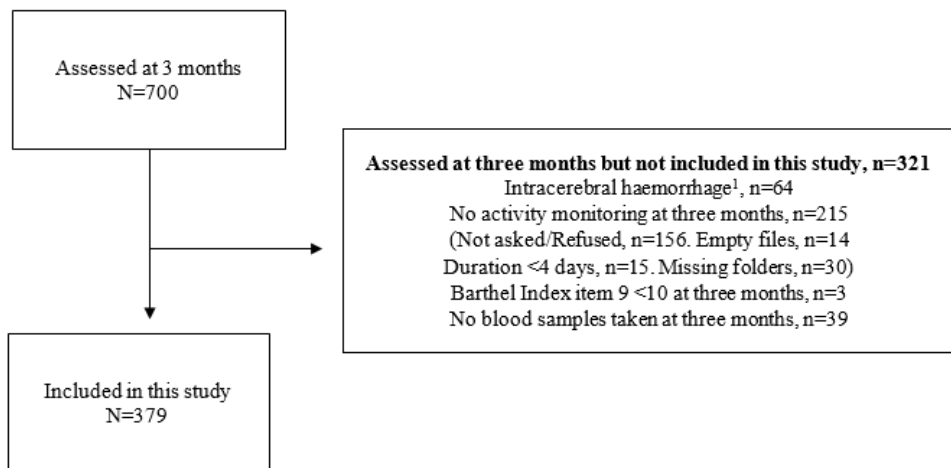 Assessed at 3 months
N=700
Assessed at three months but not included in this study, n=321
Intracerebral haemorrhage¹, n=64
No activity monitoring at three months, n=215
(Not asked/Refused, n=156. Empty files, n=14
Duration <4 days, n=15. Missing folders, n=30)
Barthel Index item 9 <10 at three months, n=3
No blood samples taken at three months, n=39
Included in this study
N=379